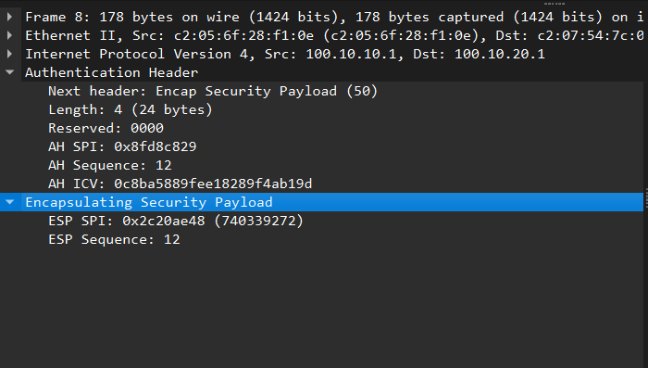 Frame 8: 178 bytes on wire (1424 bits), 178 bytes captured (1424 bits) on i
Ethernet II, Src: c2:05:6f:28:f1:0e (c2:05:6f:28:f1:0e), Dst: c2:07:54:7c:0
Internet Protocol Version 4, Src: 100.10.10.1, Dst: 100.10.20.1
Authentication Header
Next header: Encap Security Payload (50)
Length: 4 (24 bytes)
Reserved: 0000
AH SPI: 0x8fd8c829
AH Sequence: 12
AH ICV: 0c8ba5889fee18289f4ab19d
Encapsulating Security Payload
ESP SPI: 0x2c20ae48 (740339272)
ESP Sequence: 12